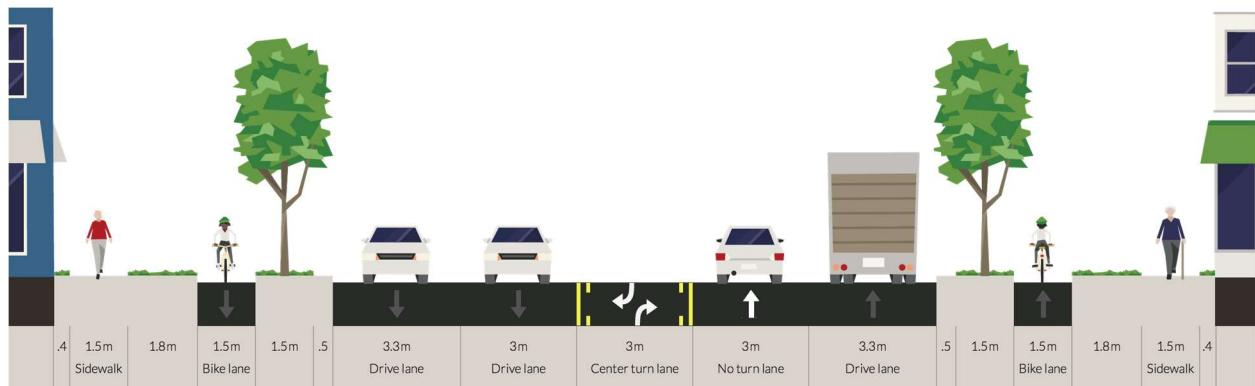 .4 1.5m 1.8m 1.5m 1.5m .5 3.3m 3m 3m 3m 3.3m .5 1.5m 1.5m 1.8m 1.5m .4
Sidewalk Bike lane Drive lane Drive lane Center turn lane No turn lane Drive lane Bike lane Sidewalk